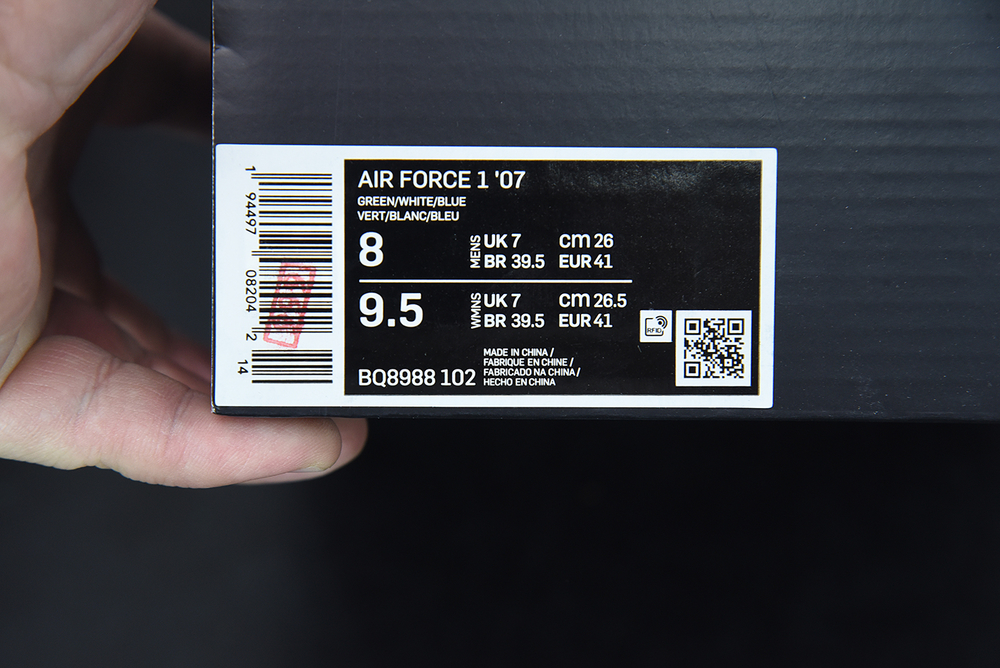 AIR FORCE 1 '07
GREEN/WHITE/BLUE
VERT/BLANC/BLEU
8
MENS
UK 7
CM 26
BR 39.5
EUR 41
9.5
WMNS
UK 7
CM 26.5
BR 39.5
EUR 41
RFID
MADE IN CHINA /
FABRIQUE EN CHINE /
FABRICADO NA CHINA /
HECHO EN CHINA
BQ8988 102
1 94497 08204 2 14